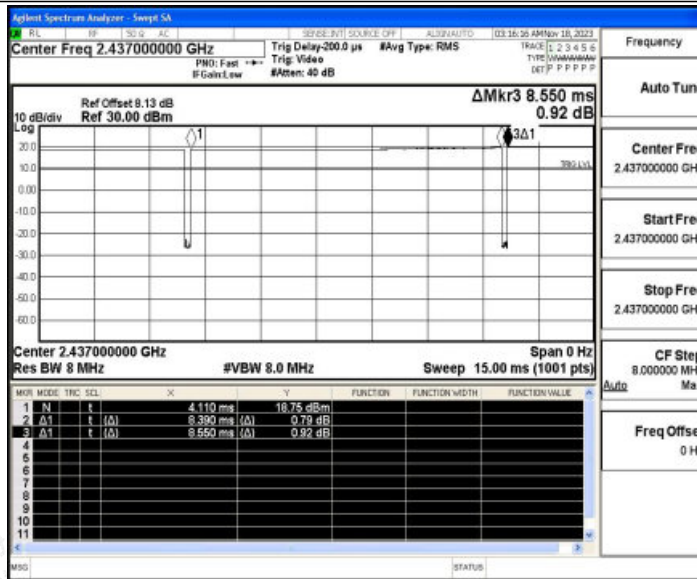 Agilent Spectrum Analyzer - Swept SA
RL RF 50 Ω AC SENSE:INT SOURCE OFF ALIGNAUTO 03:16:16 AM Nov 18, 2023
Center Freq 2.437000000 GHz
PNO: Fast
IFGain:Low
Trig Delay-200.0 µs
Trig: Video
#Atten: 40 dB
#Avg Type: RMS
TRACE 1 2 3 4 5 6
TYPE WWWWWW
DET P P P P P P
Ref Offset 8.13 dB
10 dB/div Ref 30.00 dBm
Log
ΔMkr3 8.550 ms
0.92 dB
1
3Δ1
20.0
10.0
0.00
-10.0
-20.0
-30.0
-40.0
-50.0
-60.0
TRIG LVL
Center 2.437000000 GHz Span 0 Hz
Res BW 8 MHz #VBW 8.0 MHz Sweep 15.00 ms (1001 pts)
MKR MODE TRC SCL X Y FUNCTION FUNCTION WIDTH FUNCTION VALUE
1 N t 4.110 ms 18.75 dBm
2 Δ1 t (Δ) 8.390 ms (Δ) 0.79 dB
3 Δ1 t (Δ) 8.550 ms (Δ) 0.92 dB
4
5
6
7
8
9
10
11
MSG STATUS
Frequency
Auto Tun
Center Fre
2.437000000 GH
Start Fre
2.437000000 GH
Stop Fre
2.437000000 GH
CF Step
8.000000 MH
Auto Ma
Freq Offse
0 H